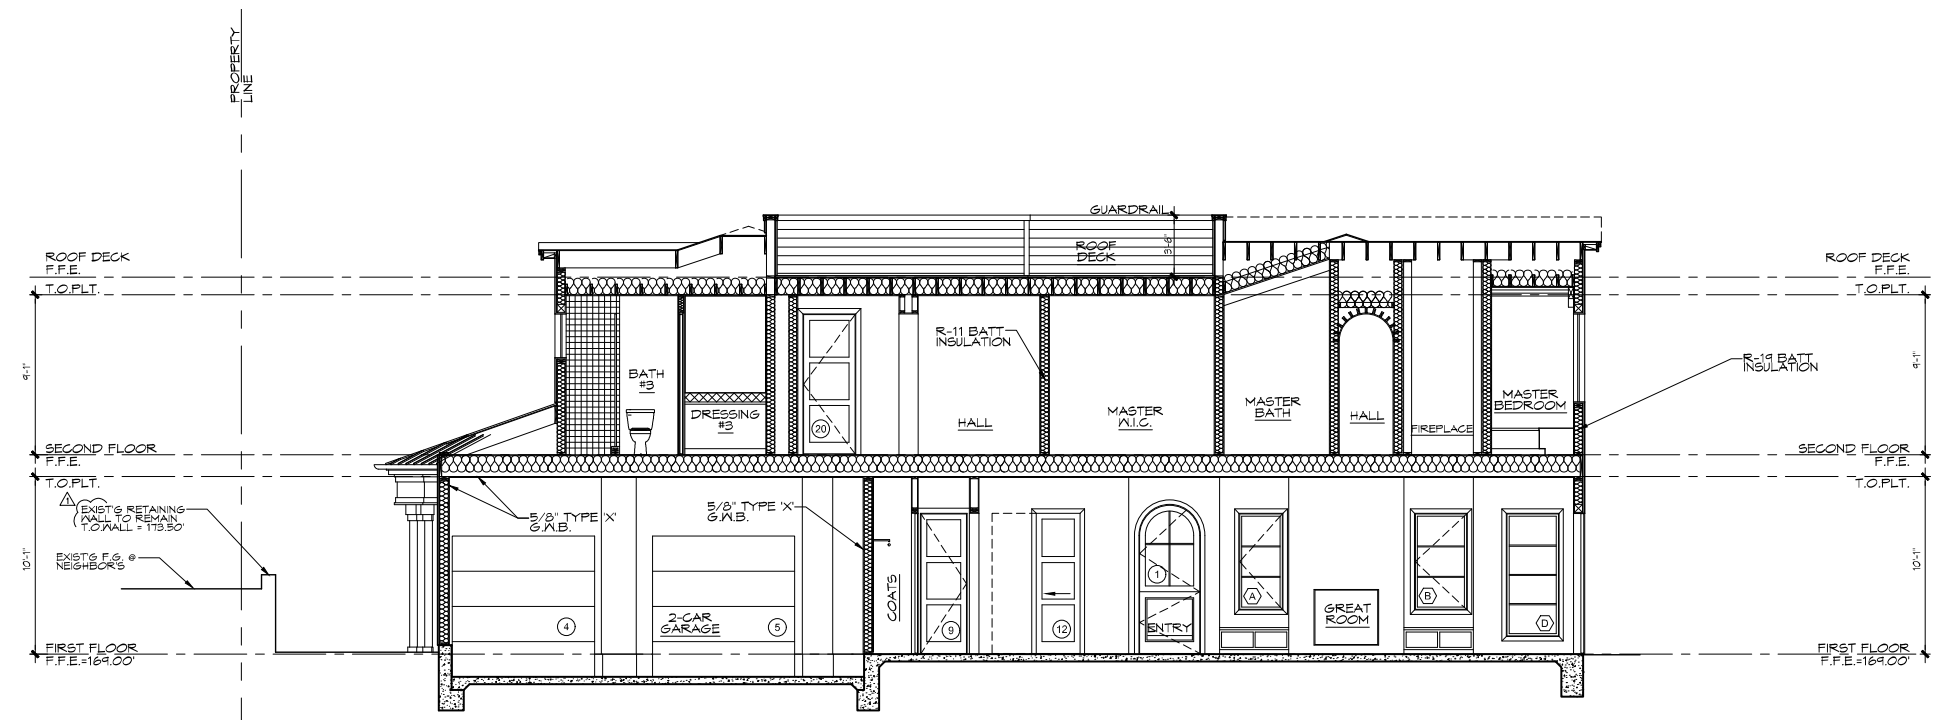 PROPERTY
LINE
GUARDRAIL
3'-6"
ROOF
DECK
ROOF DECK
F.F.E.
T.O.PLT.
ROOF DECK
F.F.E.
T.O.PLT.
9'-1"
R-11 BATT
INSULATION
R-19 BATT
INSULATION
9'-1"
BATH
#3
DRESSING
#3
20
HALL
MASTER
W.I.C.
MASTER
BATH
HALL
FIREPLACE
MASTER
BEDROOM
SECOND FLOOR
F.F.E.
T.O.PLT.
SECOND FLOOR
F.F.E.
T.O.PLT.
1
EXIST'G RETAINING
WALL TO REMAIN
T.O.WALL = 173.50'
EXIST'G F.G. @
NEIGHBOR'S
10'-1"
5/8" TYPE 'X'
G.W.B.
5/8" TYPE 'X'
G.W.B.
COATS
2-CAR
GARAGE
4
5
9
12
1
ENTRY
A
GREAT
ROOM
B
D
10'-1"
FIRST FLOOR
F.F.E.=169.00'
FIRST FLOOR
F.F.E.=169.00'